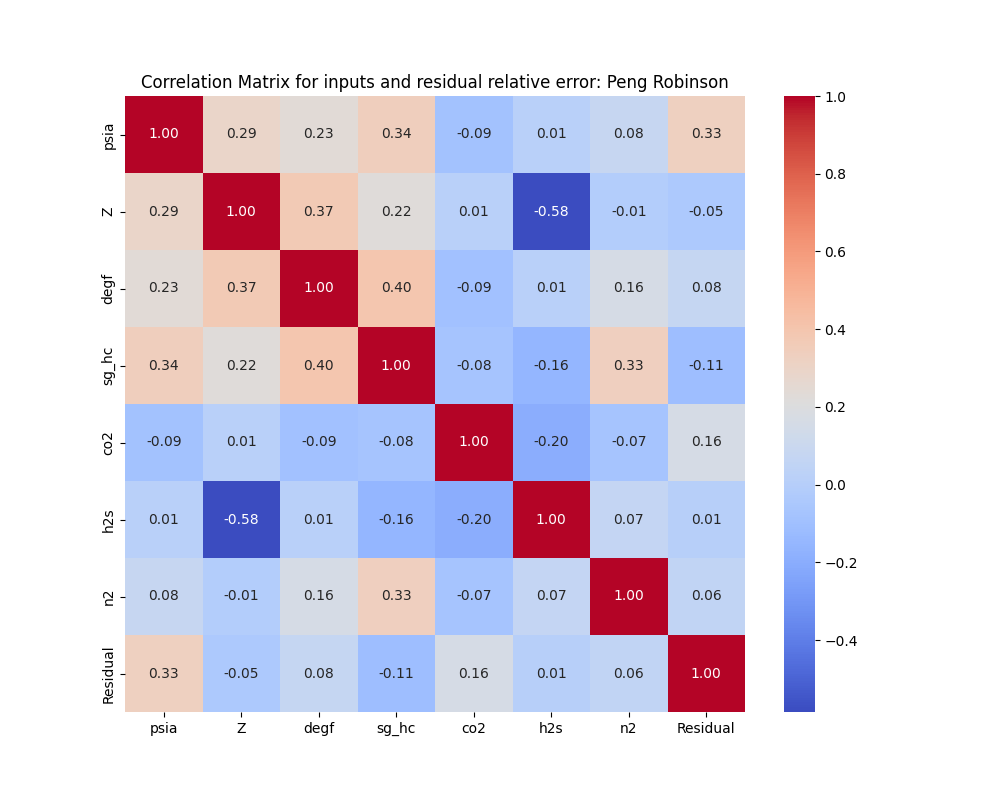 Correlation Matrix for inputs and residual relative error: Peng Robinson
psia 1.00 0.29 0.23 0.34 -0.09 0.01 0.08 0.33
Z 0.29 1.00 0.37 0.22 0.01 -0.58 -0.01 -0.05
degf 0.23 0.37 1.00 0.40 -0.09 0.01 0.16 0.08
sg_hc 0.34 0.22 0.40 1.00 -0.08 -0.16 0.33 -0.11
co2 -0.09 0.01 -0.09 -0.08 1.00 -0.20 -0.07 0.16
h2s 0.01 -0.58 0.01 -0.16 -0.20 1.00 0.07 0.01
n2 0.08 -0.01 0.16 0.33 -0.07 0.07 1.00 0.06
Residual 0.33 -0.05 0.08 -0.11 0.16 0.01 0.06 1.00
psia Z degf sg_hc co2 h2s n2 Residual
1.0
0.8
0.6
0.4
0.2
0.0
−0.2
−0.4